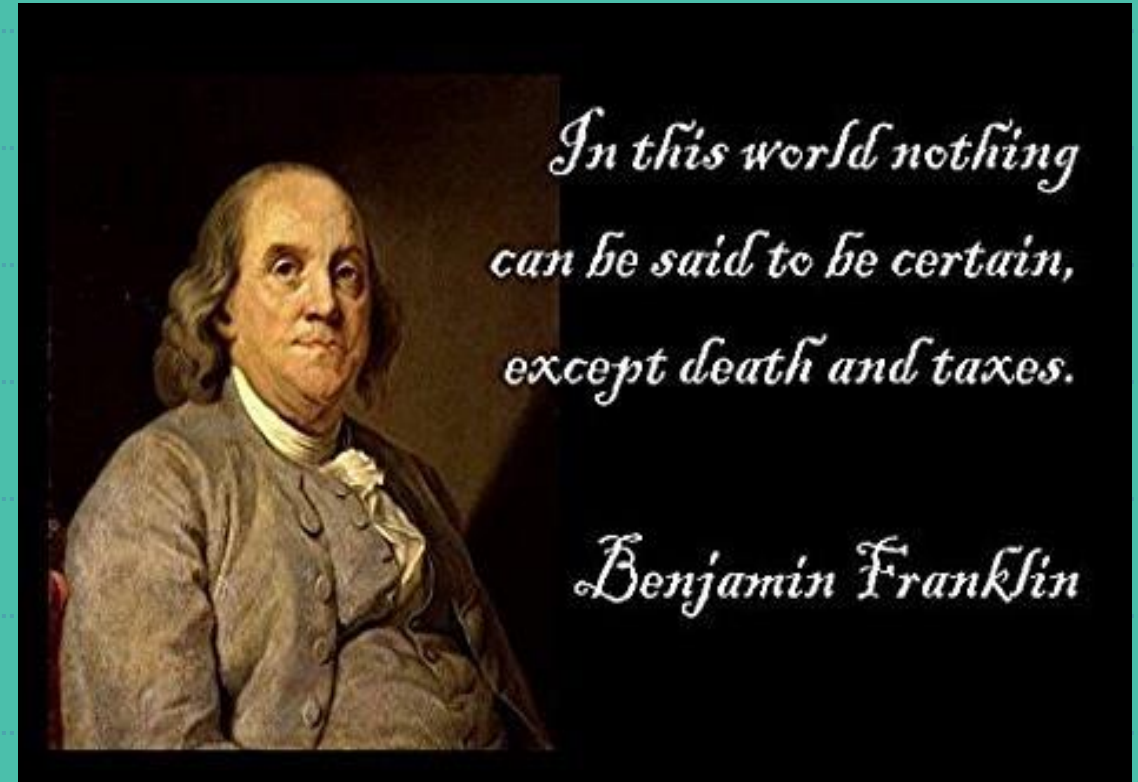 In this world nothing
can be said to be certain,
except death and taxes.
Benjamin Franklin